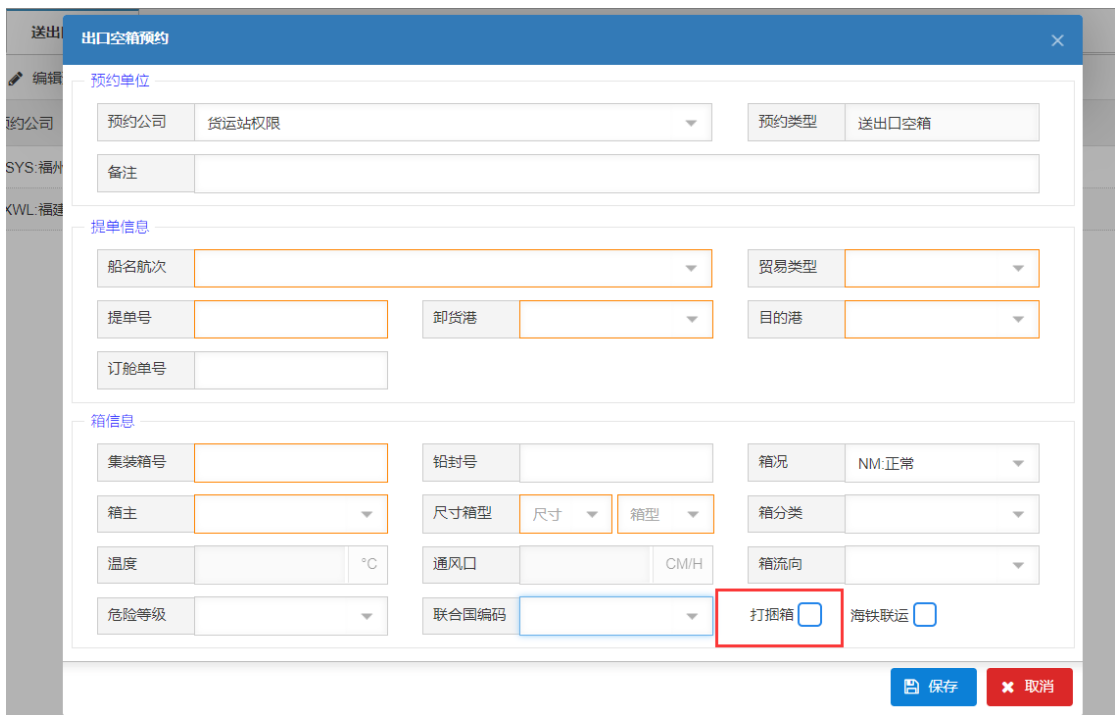 送出
出口空箱预约
编辑
预约单位
约公司
预约公司 货运站权限 预约类型 送出口空箱
SYS:福州
备注
XWL:福建
提单信息
船名航次 贸易类型
提单号 卸货港 目的港
订舱单号
箱信息
集装箱号 铅封号 箱况 NM:正常
箱主 尺寸箱型 尺寸 箱型 箱分类
温度 °C 通风口 CM/H 箱流向
危险等级 联合国编码 打捆箱 海铁联运
保存 取消